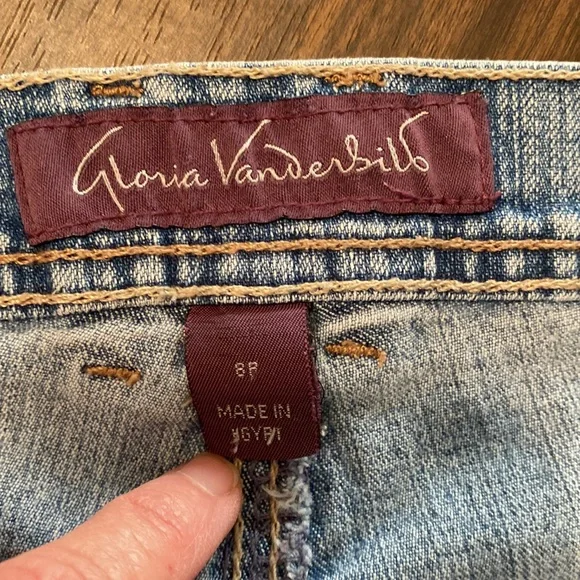 Gloria Vanderbilt
8P
MADE IN
EGYPT